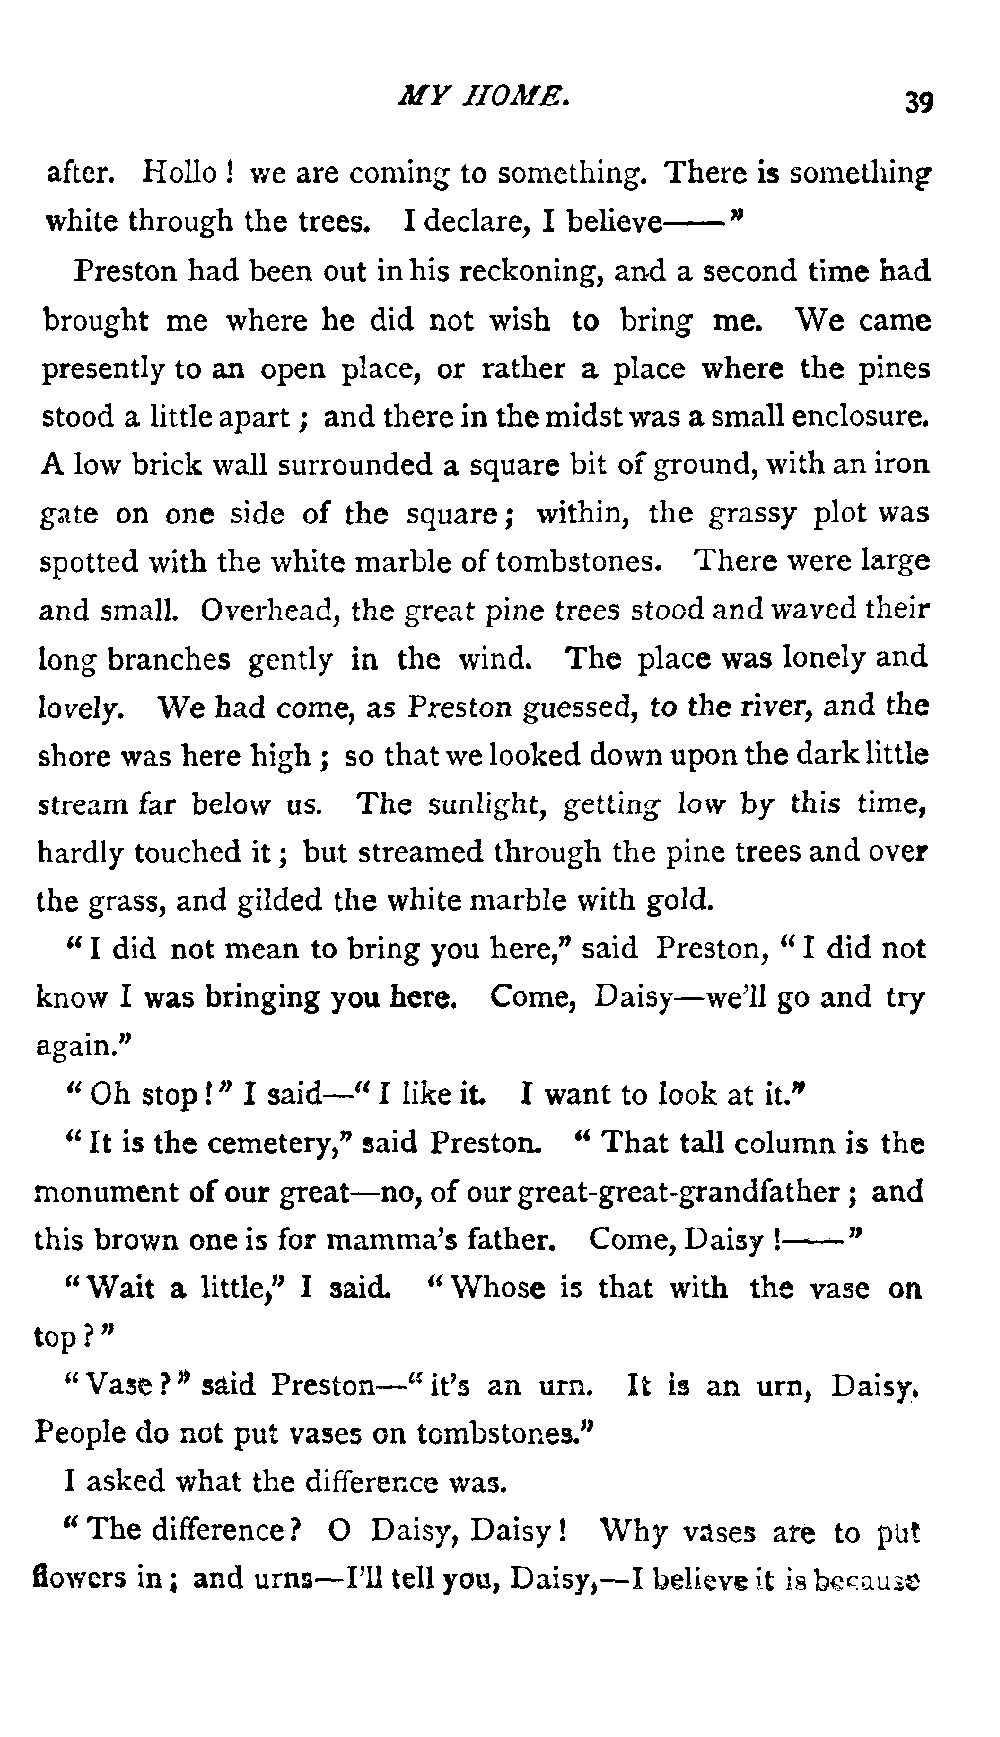 MY HOME. 39
after. Hollo ! we are coming to something. There is something
white through the trees. I declare, I believe——"
Preston had been out in his reckoning, and a second time had
brought me where he did not wish to bring me. We came
presently to an open place, or rather a place where the pines
stood a little apart ; and there in the midst was a small enclosure.
A low brick wall surrounded a square bit of ground, with an iron
gate on one side of the square ; within, the grassy plot was
spotted with the white marble of tombstones. There were large
and small. Overhead, the great pine trees stood and waved their
long branches gently in the wind. The place was lonely and
lovely. We had come, as Preston guessed, to the river, and the
shore was here high ; so that we looked down upon the dark little
stream far below us. The sunlight, getting low by this time,
hardly touched it ; but streamed through the pine trees and over
the grass, and gilded the white marble with gold.
" I did not mean to bring you here," said Preston, " I did not
know I was bringing you here. Come, Daisy—we'll go and try
again."
" Oh stop ! " I said—" I like it. I want to look at it."
" It is the cemetery," said Preston. " That tall column is the
monument of our great—no, of our great-great-grandfather ; and
this brown one is for mamma's father. Come, Daisy !——"
" Wait a little," I said. " Whose is that with the vase on
top ? "
" Vase ? " said Preston—" it's an urn. It is an urn, Daisy.
People do not put vases on tombstones."
I asked what the difference was.
" The difference ? O Daisy, Daisy ! Why vases are to put
flowers in ; and urns—I'll tell you, Daisy,—I believe it is because